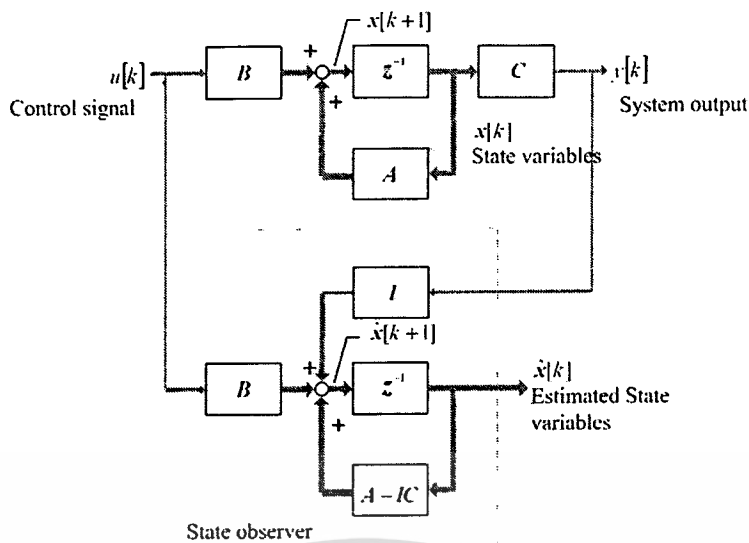 x[k+1]
+
u[k]
B
z⁻¹
C
y[k]
Control signal
+
System output
x[k]
State variables
A
l
x̂[k+1]
+
B
z⁻¹
x̂[k]
Estimated State
variables
+
A − lC
State observer